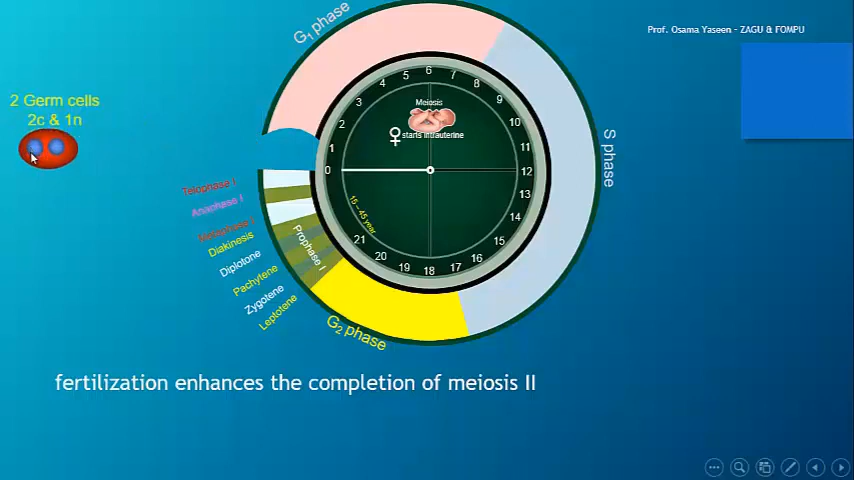 Prof. Osama Yaseen - ZAGU & FOMPU
G₁ phase
S phase
G₂ phase
2 Germ cells
2c & 1n
Meiosis
♀ starts intrauterine
0
1
2
3
4
5
6
7
8
9
10
11
12
13
14
15
16
17
18
19
20
21
15 – 45 year
Prophase I
Telophase I
Anaphase I
Metaphase I
Diakinesis
Diplotone
Pachytene
Zygotene
Leptotene
fertilization enhances the completion of meiosis II